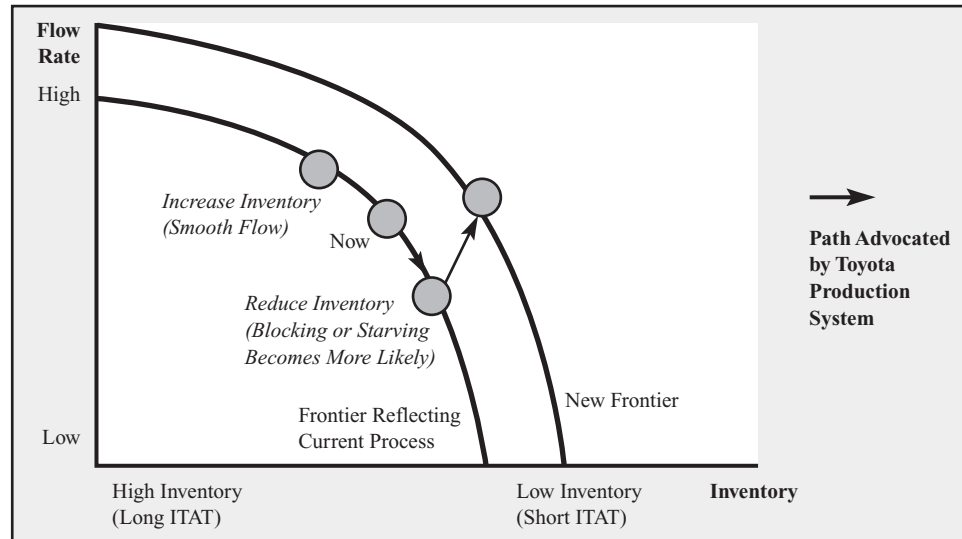 Flow
Rate
High
Increase Inventory
(Smooth Flow)
Now
Reduce Inventory
(Blocking or Starving
Becomes More Likely)
Path Advocated
by Toyota
Production
System
New Frontier
Frontier Reflecting
Current Process
Low
High Inventory
(Long ITAT)
Low Inventory
(Short ITAT)
Inventory